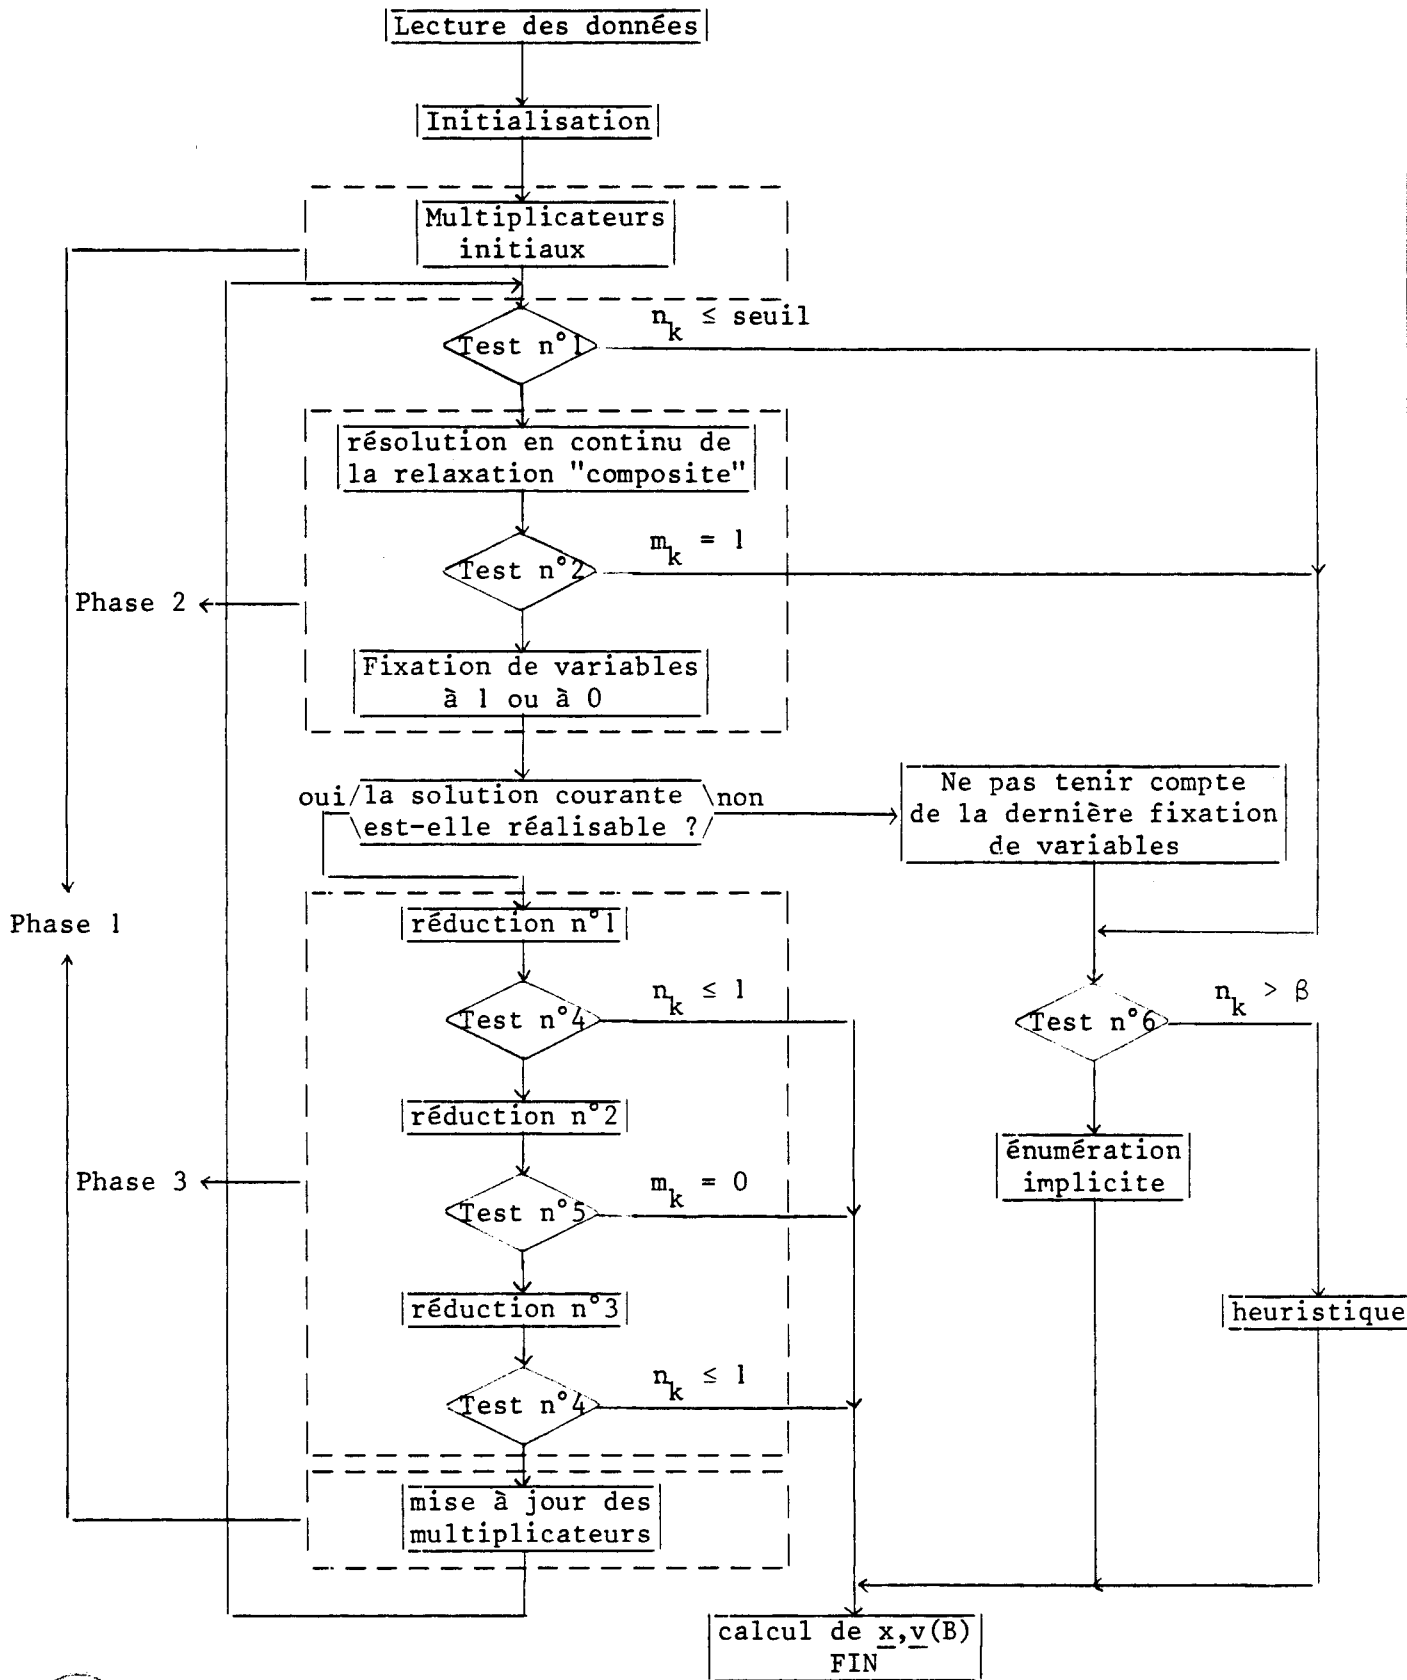 Lecture des données
Initialisation
Multiplicateurs
initiaux
n_k ≤ seuil
Test n°1
résolution en continu de
la relaxation "composite"
m_k = 1
Test n°2
Phase 2
Fixation de variables
à 1 ou à 0
oui
la solution courante
est-elle réalisable ?
non
Ne pas tenir compte
de la dernière fixation
de variables
Phase 1
réduction n°1
n_k ≤ 1
Test n°4
n_k > β
Test n°6
réduction n°2
énumération
implicite
Phase 3
m_k = 0
Test n°5
réduction n°3
heuristique
n_k ≤ 1
Test n°4
mise à jour des
multiplicateurs
calcul de x,v(B)
FIN